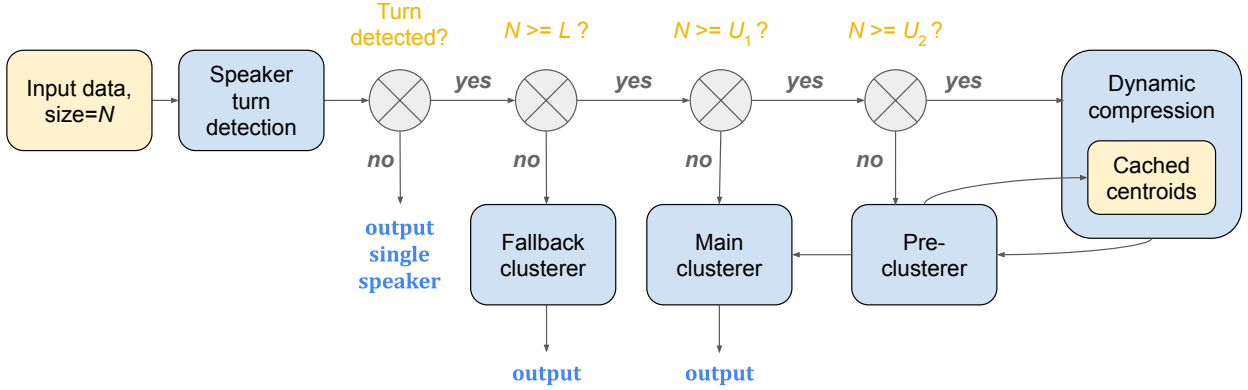 Turn
detected?
N >= L ?
N >= U₁ ?
N >= U₂ ?
Input data,
size=N
Speaker
turn
detection
yes
yes
yes
yes
Dynamic
compression
Cached
centroids
no
no
no
no
output
single
speaker
Fallback
clusterer
Main
clusterer
Pre-
clusterer
output
output